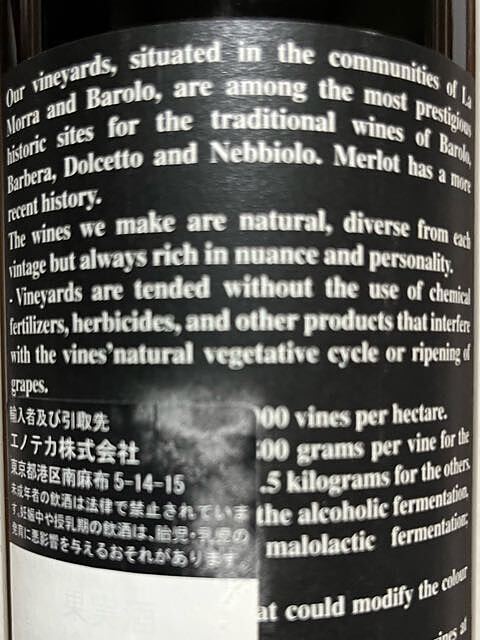 Our vineyards, situated in the communities of La
Morra and Barolo, are among the most prestigious
historic sites for the traditional wines of Barolo,
Barbera, Dolcetto and Nebbiolo. Merlot has a more
recent history.
The wines we make are natural, diverse from each
vintage but always rich in nuance and personality.
- Vineyards are tended without the use of chemical
fertilizers, herbicides, and other products that interfere
with the vines'natural vegetative cycle or ripening of
grapes.
00 vines per hectare.
00 grams per vine for the
.5 kilograms for the others.
the alcoholic fermentation,
malolactic fermentation;
at could modify the colour
wines at
輸入者及び引取先
エノテカ株式会社
東京都港区南麻布 5-14-15
未成年者の飲酒は法律で禁止されていま
す。妊娠中や授乳期の飲酒は、胎児・乳児の
発育に悪影響を与えるおそれがあります。